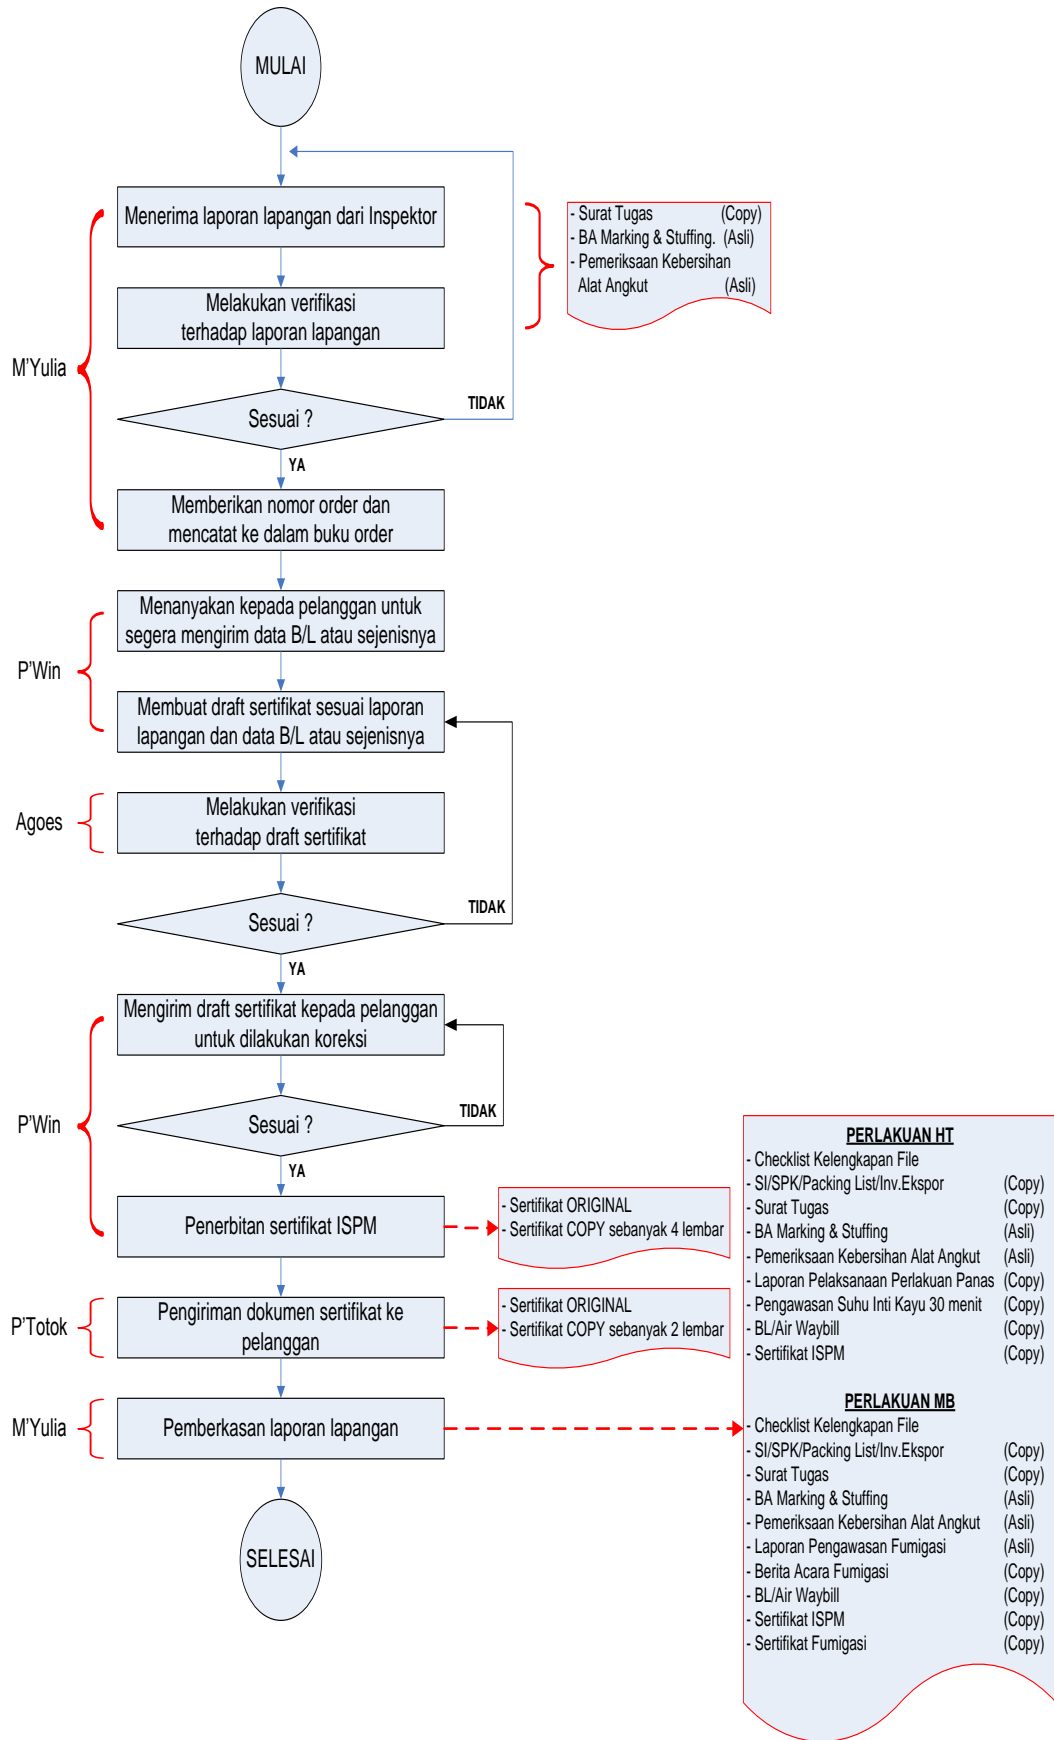 MULAI
Menerima laporan lapangan dari Inspektor
- Surat Tugas (Copy)
- BA Marking & Stuffing. (Asli)
- Pemeriksaan Kebersihan
Alat Angkut (Asli)
Melakukan verifikasi
terhadap laporan lapangan
M'Yulia
Sesuai ?
TIDAK
YA
Memberikan nomor order dan
mencatat ke dalam buku order
Menanyakan kepada pelanggan untuk
segera mengirim data B/L atau sejenisnya
P'Win
Membuat draft sertifikat sesuai laporan
lapangan dan data B/L atau sejenisnya
Agoes
Melakukan verifikasi
terhadap draft sertifikat
Sesuai ?
TIDAK
YA
Mengirim draft sertifikat kepada pelanggan
untuk dilakukan koreksi
P'Win
Sesuai ?
TIDAK
YA
Penerbitan sertifikat ISPM
- Sertifikat ORIGINAL
- Sertifikat COPY sebanyak 4 lembar
P'Totok
Pengiriman dokumen sertifikat ke
pelanggan
- Sertifikat ORIGINAL
- Sertifikat COPY sebanyak 2 lembar
M'Yulia
Pemberkasan laporan lapangan
SELESAI
PERLAKUAN HT
- Checklist Kelengkapan File
- SI/SPK/Packing List/Inv.Ekspor (Copy)
- Surat Tugas (Copy)
- BA Marking & Stuffing (Asli)
- Pemeriksaan Kebersihan Alat Angkut (Asli)
- Laporan Pelaksanaan Perlakuan Panas (Copy)
- Pengawasan Suhu Inti Kayu 30 menit (Copy)
- BL/Air Waybill (Copy)
- Sertifikat ISPM (Copy)
PERLAKUAN MB
- Checklist Kelengkapan File
- SI/SPK/Packing List/Inv.Ekspor (Copy)
- Surat Tugas (Copy)
- BA Marking & Stuffing (Asli)
- Pemeriksaan Kebersihan Alat Angkut (Asli)
- Laporan Pengawasan Fumigasi (Asli)
- Berita Acara Fumigasi (Copy)
- BL/Air Waybill (Copy)
- Sertifikat ISPM (Copy)
- Sertifikat Fumigasi (Copy)